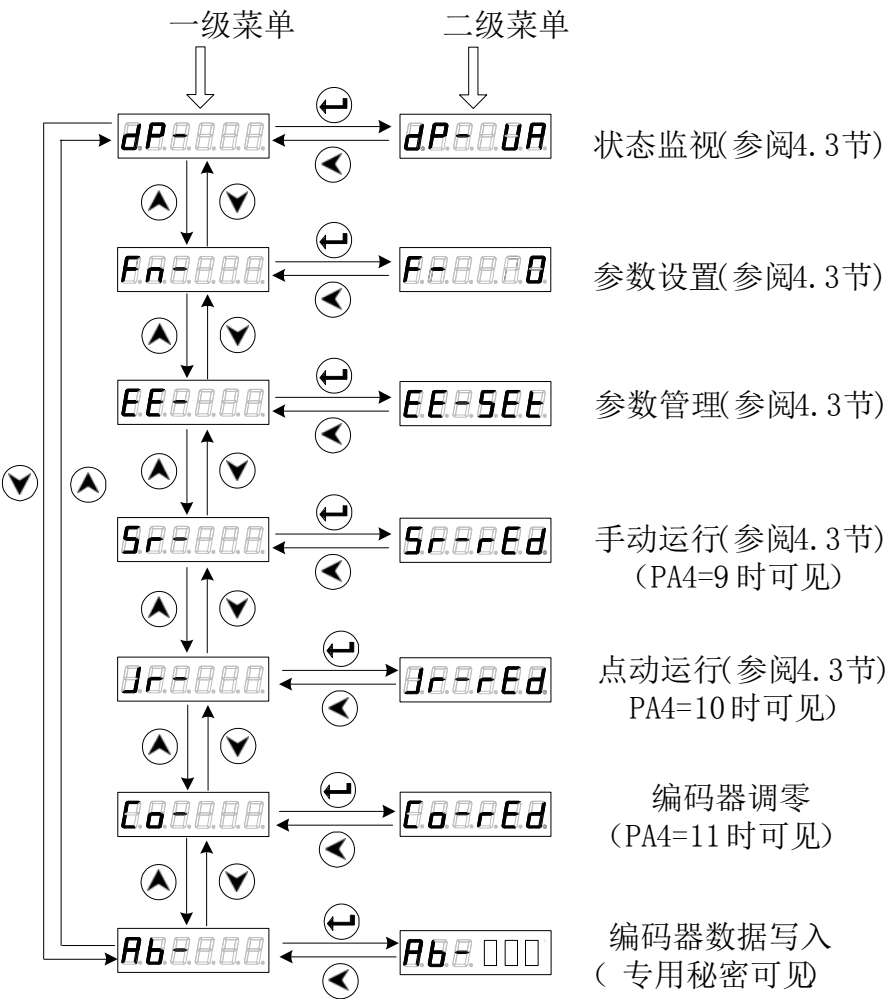 一级菜单 二级菜单
dP- dP- UA 状态监视(参阅4.3节)
Fn- F- 0 参数设置(参阅4.3节)
EE- EE-SEt 参数管理(参阅4.3节)
Sr- Sr-rEd 手动运行(参阅4.3节)
（PA4=9时可见）
Jr- Jr-rEd 点动运行(参阅4.3节)
PA4=10时可见）
Co- Co-rEd 编码器调零
（PA4=11时可见）
Ab- Ab- 编码器数据写入
（ 专用秘密可见)